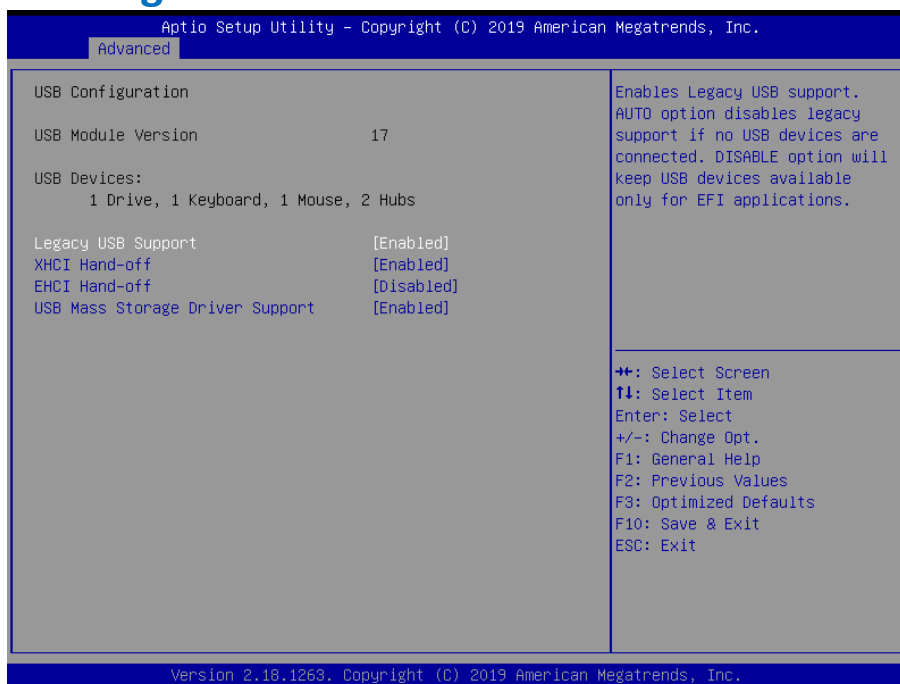 Aptio Setup Utility – Copyright (C) 2019 American Megatrends, Inc.
Advanced
USB Configuration
USB Module Version 17
USB Devices:
1 Drive, 1 Keyboard, 1 Mouse, 2 Hubs
Legacy USB Support [Enabled]
XHCI Hand-off [Enabled]
EHCI Hand-off [Disabled]
USB Mass Storage Driver Support [Enabled]
Enables Legacy USB support.
AUTO option disables legacy
support if no USB devices are
connected. DISABLE option will
keep USB devices available
only for EFI applications.
→←: Select Screen
↑↓: Select Item
Enter: Select
+/-: Change Opt.
F1: General Help
F2: Previous Values
F3: Optimized Defaults
F10: Save & Exit
ESC: Exit
Version 2.18.1263. Copyright (C) 2019 American Megatrends, Inc.